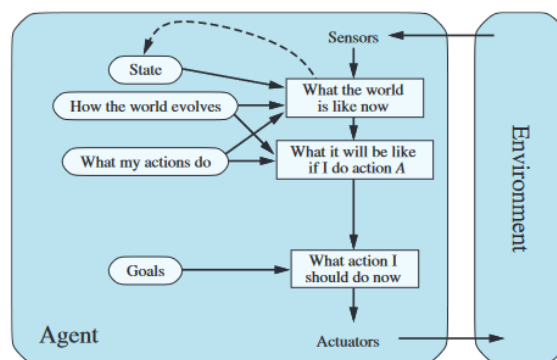 Sensors
State
What the world
is like now
How the world evolves
What my actions do
What it will be like
if I do action A
Goals
What action I
should do now
Agent
Actuators
Environment